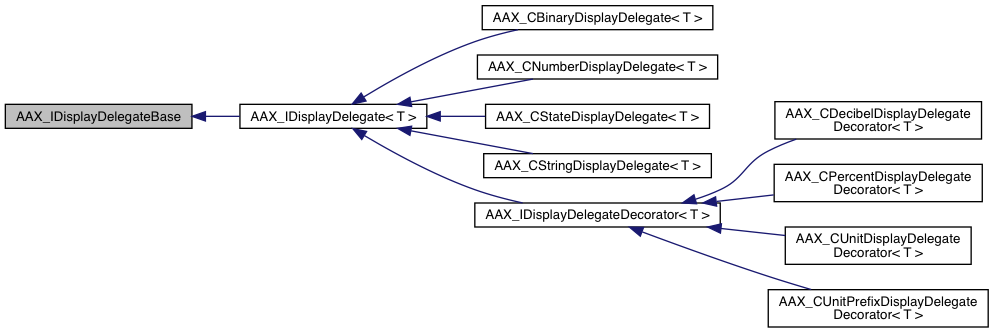 AAX_CBinaryDisplayDelegate< T >
AAX_CNumberDisplayDelegate< T >
AAX_IDisplayDelegateBase
AAX_IDisplayDelegate< T >
AAX_CStateDisplayDelegate< T >
AAX_CStringDisplayDelegate< T >
AAX_IDisplayDelegateDecorator< T >
AAX_CDecibelDisplayDelegate
Decorator< T >
AAX_CPercentDisplayDelegate
Decorator< T >
AAX_CUnitDisplayDelegate
Decorator< T >
AAX_CUnitPrefixDisplayDelegate
Decorator< T >